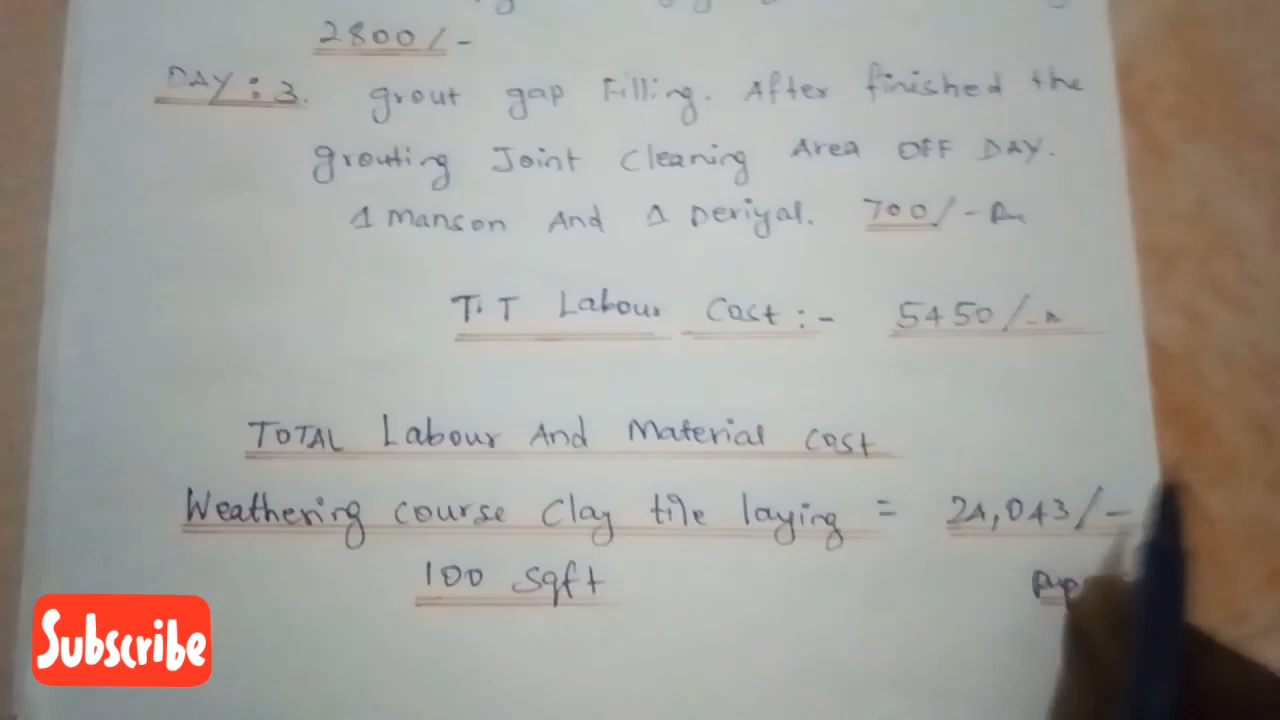 2800/-
DAY: 3. grout gap Filling. After finished the
grouting Joint Cleaning Area OFF DAY.
1 Manson And 1 Periyal. 700/-
T.T Labour Cost:- 5450/-
TOTAL Labour And Material Cost
Weathering course Clay tile laying = 24,043/-
100 Sqft
Subscribe